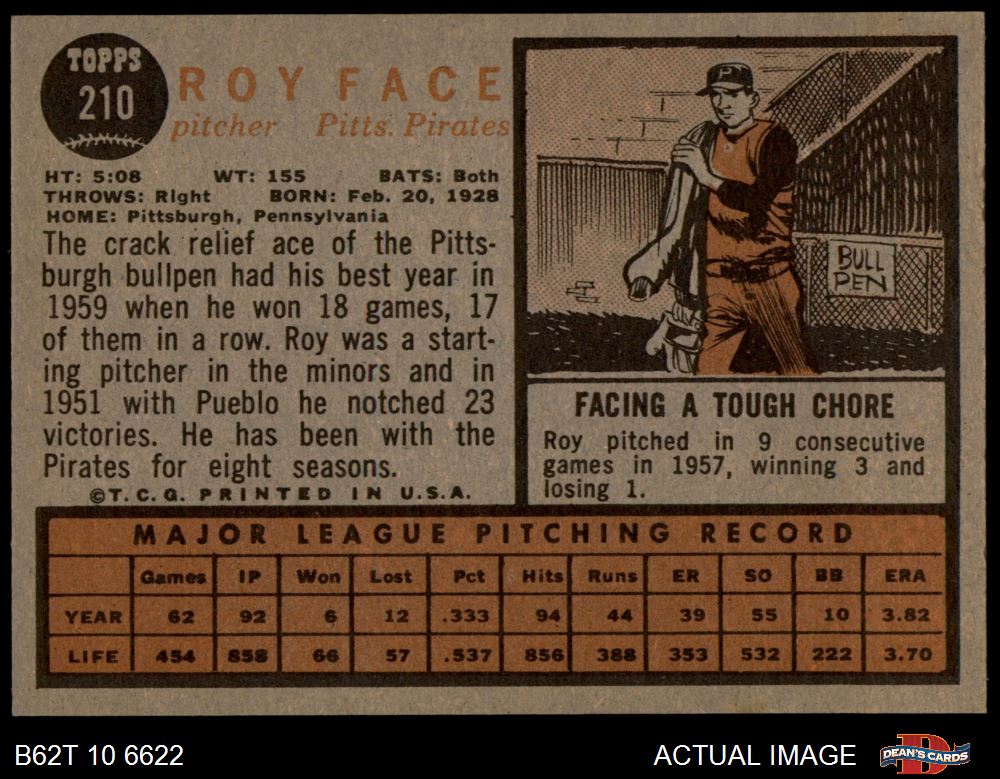 TOPPS
210
ROY FACE
pitcher Pitts. Pirates
HT: 5:08 WT: 155 BATS: Both
THROWS: Right BORN: Feb. 20, 1928
HOME: Pittsburgh, Pennsylvania
The crack relief ace of the Pitts-
burgh bullpen had his best year in
1959 when he won 18 games, 17
of them in a row. Roy was a start-
ing pitcher in the minors and in
1951 with Pueblo he notched 23
victories. He has been with the
Pirates for eight seasons.
©T.C.G. PRINTED IN U.S.A.
P
BULL
PEN
FACING A TOUGH CHORE
Roy pitched in 9 consecutive
games in 1957, winning 3 and
losing 1.
MAJOR LEAGUE PITCHING RECORD
Games IP Won Lost Pct Hits Runs ER SO BB ERA
YEAR 62 92 6 12 .333 94 44 39 55 10 3.82
LIFE 454 858 66 57 .537 856 388 353 532 222 3.70
B62T 10 6622
ACTUAL IMAGE
D
DEAN'S CARDS